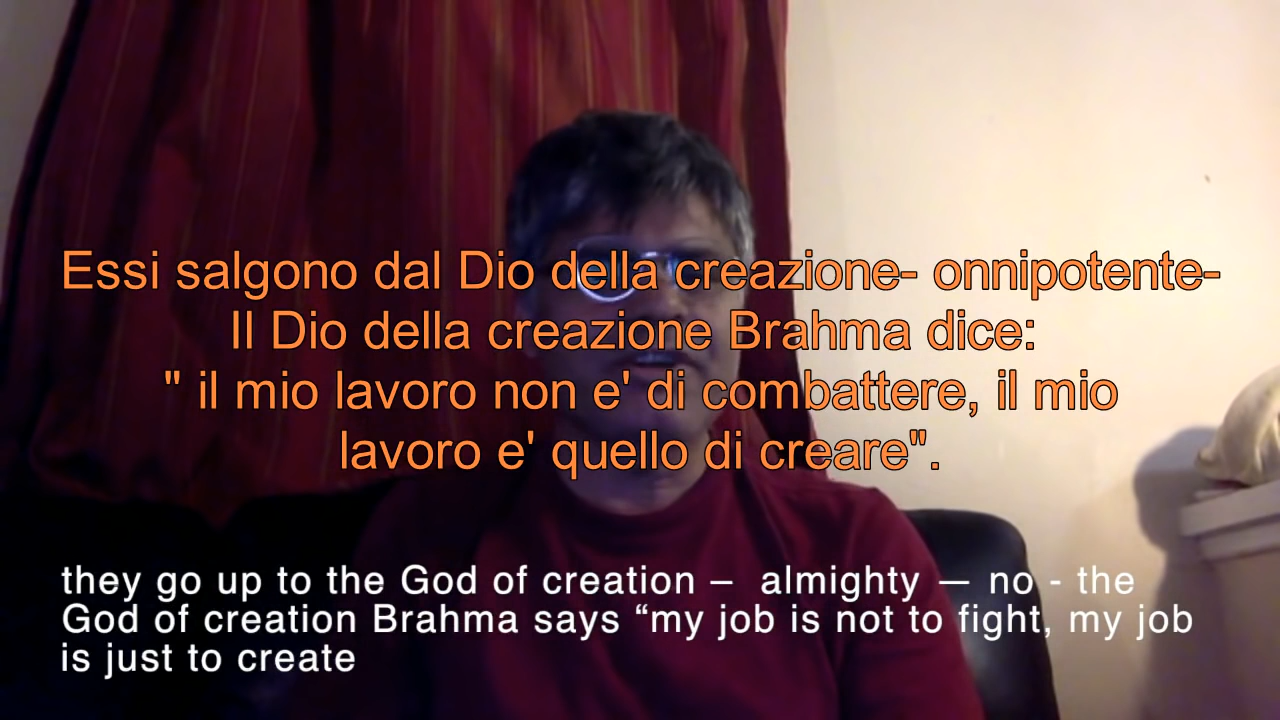 Essi salgono dal Dio della creazione- onnipotente-
Il Dio della creazione Brahma dice:
" il mio lavoro non e' di combattere, il mio
lavoro e' quello di creare".
they go up to the God of creation –  almighty — no - the
God of creation Brahma says “my job is not to fight, my job
is just to create